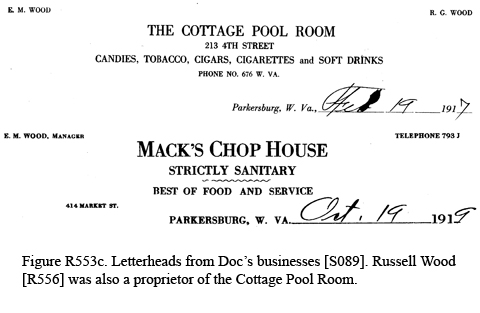 E. M. WOOD R. G. WOOD
THE COTTAGE POOL ROOM
213 4TH STREET
CANDIES, TOBACCO, CIGARS, CIGARETTES and SOFT DRINKS
PHONE NO. 676 W. VA.
Parkersburg, W. Va., Feb 19 1917
E. M. WOOD, MANAGER TELEPHONE 793 J
MACK'S CHOP HOUSE
STRICTLY SANITARY
BEST OF FOOD AND SERVICE
414 MARKET ST.
PARKERSBURG, W. VA. Oct. 19 1919
Figure R553c. Letterheads from Doc's businesses [S089]. Russell Wood
[R556] was also a proprietor of the Cottage Pool Room.